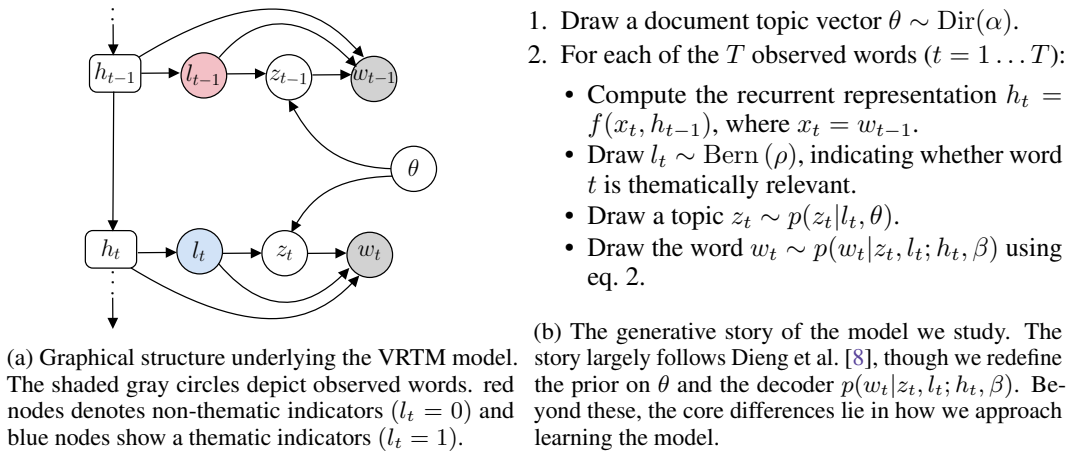 h_{t−1}
l_{t−1}
z_{t−1}
w_{t−1}
θ
h_t
l_t
z_t
w_t
(a) Graphical structure underlying the VRTM model.
The shaded gray circles depict observed words. red
nodes denotes non-thematic indicators (l_t = 0) and
blue nodes show a thematic indicators (l_t = 1).
1. Draw a document topic vector θ ∼ Dir(α).
2. For each of the T observed words (t = 1 . . . T):
• Compute the recurrent representation h_t =
f(x_t, h_{t−1}), where x_t = w_{t−1}.
• Draw l_t ∼ Bern (ρ), indicating whether word
t is thematically relevant.
• Draw a topic z_t ∼ p(z_t|l_t, θ).
• Draw the word w_t ∼ p(w_t|z_t, l_t; h_t, β) using
eq. 2.
(b) The generative story of the model we study. The
story largely follows Dieng et al. [8], though we redefine
the prior on θ and the decoder p(w_t|z_t, l_t; h_t, β). Be-
yond these, the core differences lie in how we approach
learning the model.